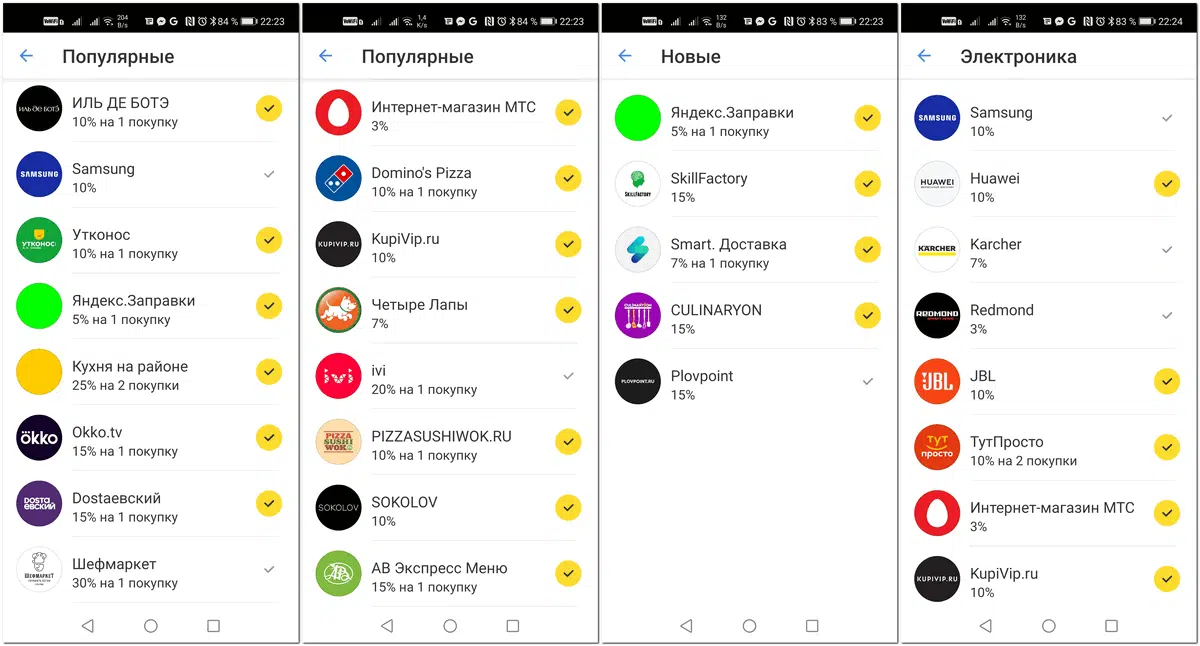 204
B/s
84 %
22:23
Популярные
ИЛЬ ДЕ БОТЭ
ИЛЬ ДЕ БОТЭ
10% на 1 покупку
SAMSUNG
Samsung
10%
УТКОНОС
Утконос
10% на 1 покупку
Яндекс.Заправки
5% на 1 покупку
Кухня на районе
25% на 2 покупки
okko
Okko.tv
15% на 1 покупку
DOSTAЕВСКИЙ
Dostaевский
15% на 1 покупку
ШЕФМАРКЕТ
Шефмаркет
30% на 1 покупку
1,4
K/s
84 %
22:23
Популярные
Интернет-магазин МТС
3%
Domino's Pizza
10% на 1 покупку
KUPIVIP.RU
KupiVip.ru
10%
Четыре Лапы
7%
ivi
ivi
20% на 1 покупку
PIZZA
SUSHI
WOK
PIZZASUSHIWOK.RU
10% на 1 покупку
SOKOLOV
SOKOLOV
10%
АВ Экспресс Меню
15% на 1 покупку
132
B/s
83 %
22:23
Новые
Яндекс.Заправки
5% на 1 покупку
SKILLFACTORY
SkillFactory
15%
Smart. Доставка
7% на 1 покупку
CULINARYON
CULINARYON
15%
PLOVPOINT.RU
Plovpoint
15%
132
B/s
83 %
22:24
Электроника
SAMSUNG
Samsung
10%
HUAWEI
Huawei
10%
KARCHER
Karcher
7%
REDMOND
Redmond
3%
JBL
JBL
10%
ТУТ
просто
ТутПросто
10% на 2 покупки
Интернет-магазин МТС
3%
KUPIVIP.RU
KupiVip.ru
10%